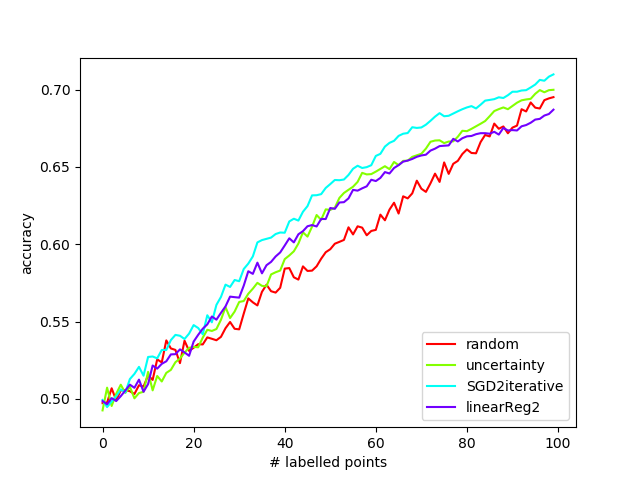 0.70
0.65
0.60
0.55
0.50
accuracy
0 20 40 60 80 100
# labelled points
random
uncertainty
SGD2iterative
linearReg2